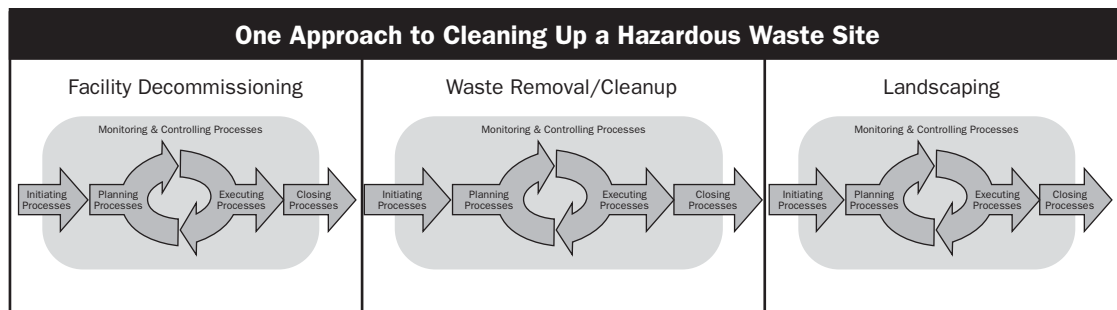 One Approach to Cleaning Up a Hazardous Waste Site
Facility Decommissioning
Monitoring & Controlling Processes
Initiating
Processes
Planning
Processes
Executing
Processes
Closing
Processes
Waste Removal/Cleanup
Monitoring & Controlling Processes
Initiating
Processes
Planning
Processes
Executing
Processes
Closing
Processes
Landscaping
Monitoring & Controlling Processes
Initiating
Processes
Planning
Processes
Executing
Processes
Closing
Processes